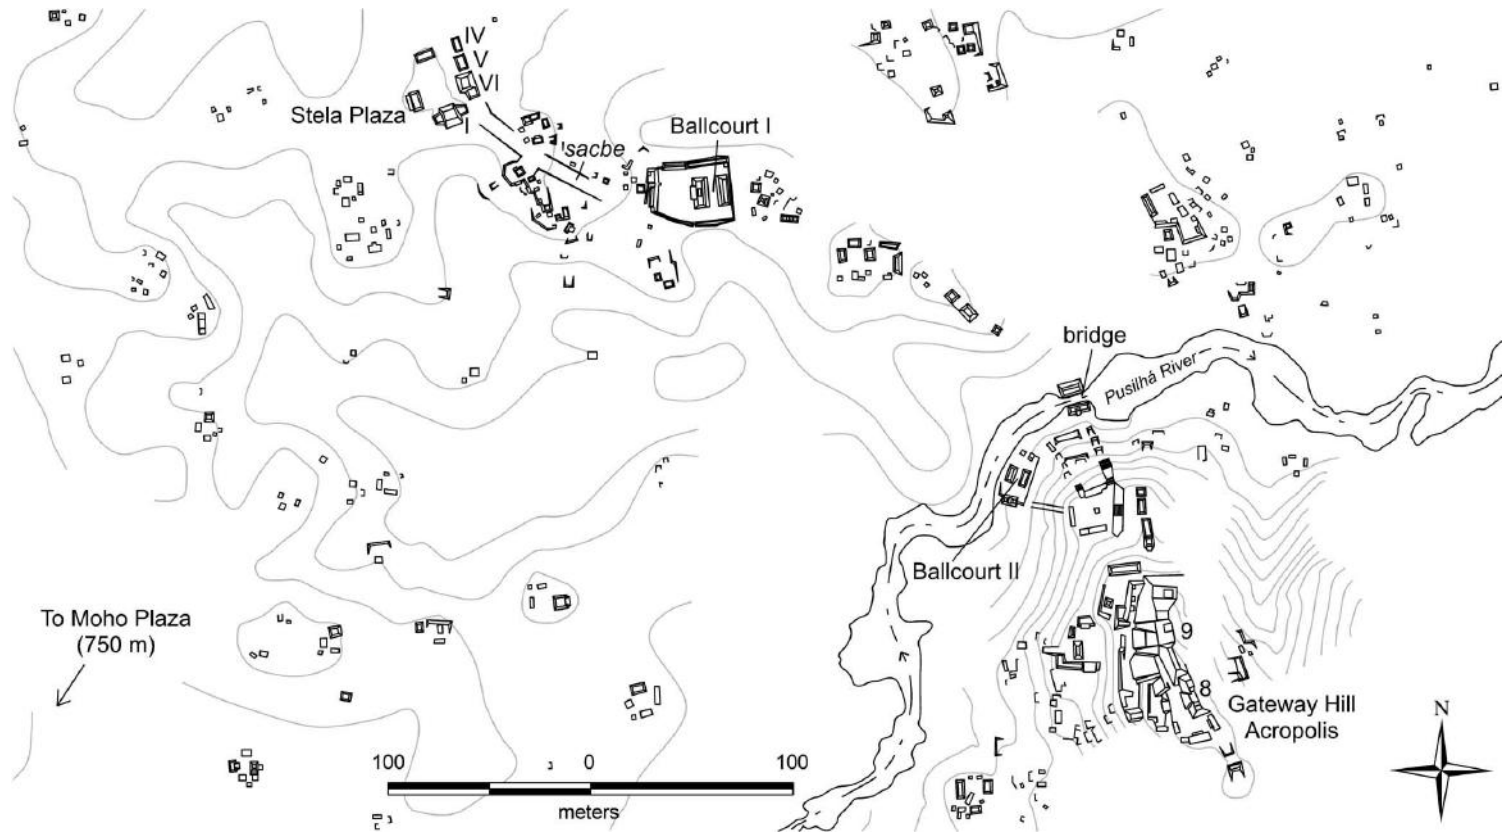 IV
V
VI
Stela Plaza
I
sacbe
Ballcourt I
bridge
Pusilhá River
Ballcourt II
To Moho Plaza
(750 m)
9
8
Gateway Hill
Acropolis
N
100 0 100
meters